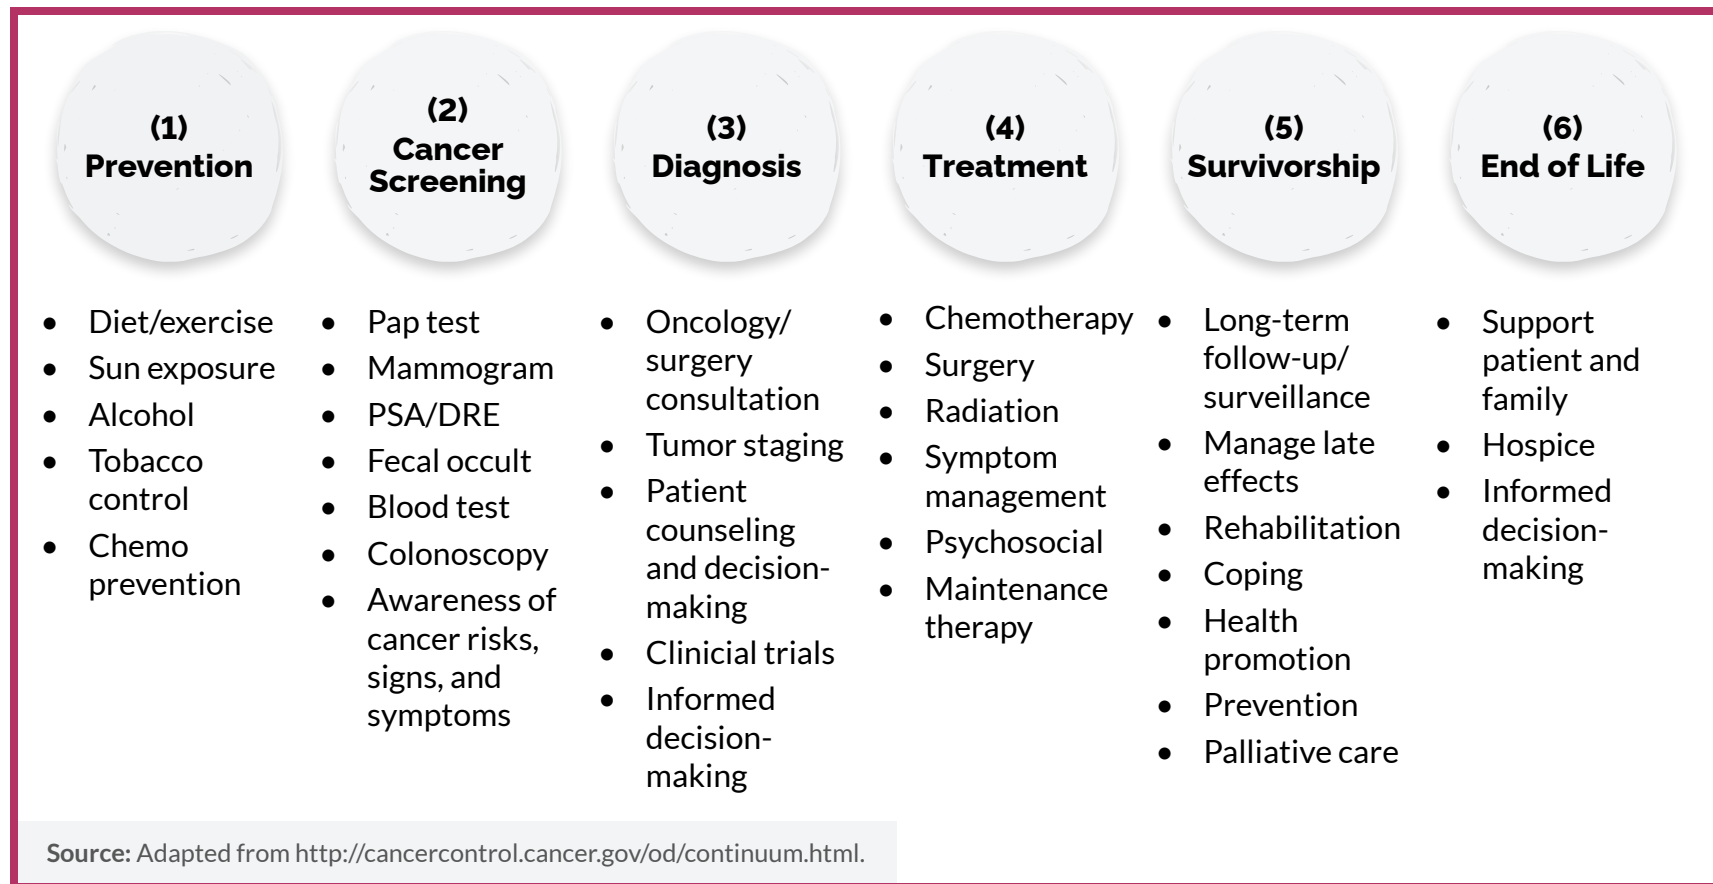 (1)
Prevention
• Diet/exercise
• Sun exposure
• Alcohol
• Tobacco
control
• Chemo
prevention
(2)
Cancer
Screening
• Pap test
• Mammogram
• PSA/DRE
• Fecal occult
• Blood test
• Colonoscopy
• Awareness of
cancer risks,
signs, and
symptoms
(3)
Diagnosis
• Oncology/
surgery
consultation
• Tumor staging
• Patient
counseling
and decision-
making
• Clinicial trials
• Informed
decision-
making
(4)
Treatment
• Chemotherapy
• Surgery
• Radiation
• Symptom
management
• Psychosocial
• Maintenance
therapy
(5)
Survivorship
• Long-term
follow-up/
surveillance
• Manage late
effects
• Rehabilitation
• Coping
• Health
promotion
• Prevention
• Palliative care
(6)
End of Life
• Support
patient and
family
• Hospice
• Informed
decision-
making
Source: Adapted from http://cancercontrol.cancer.gov/od/continuum.html.